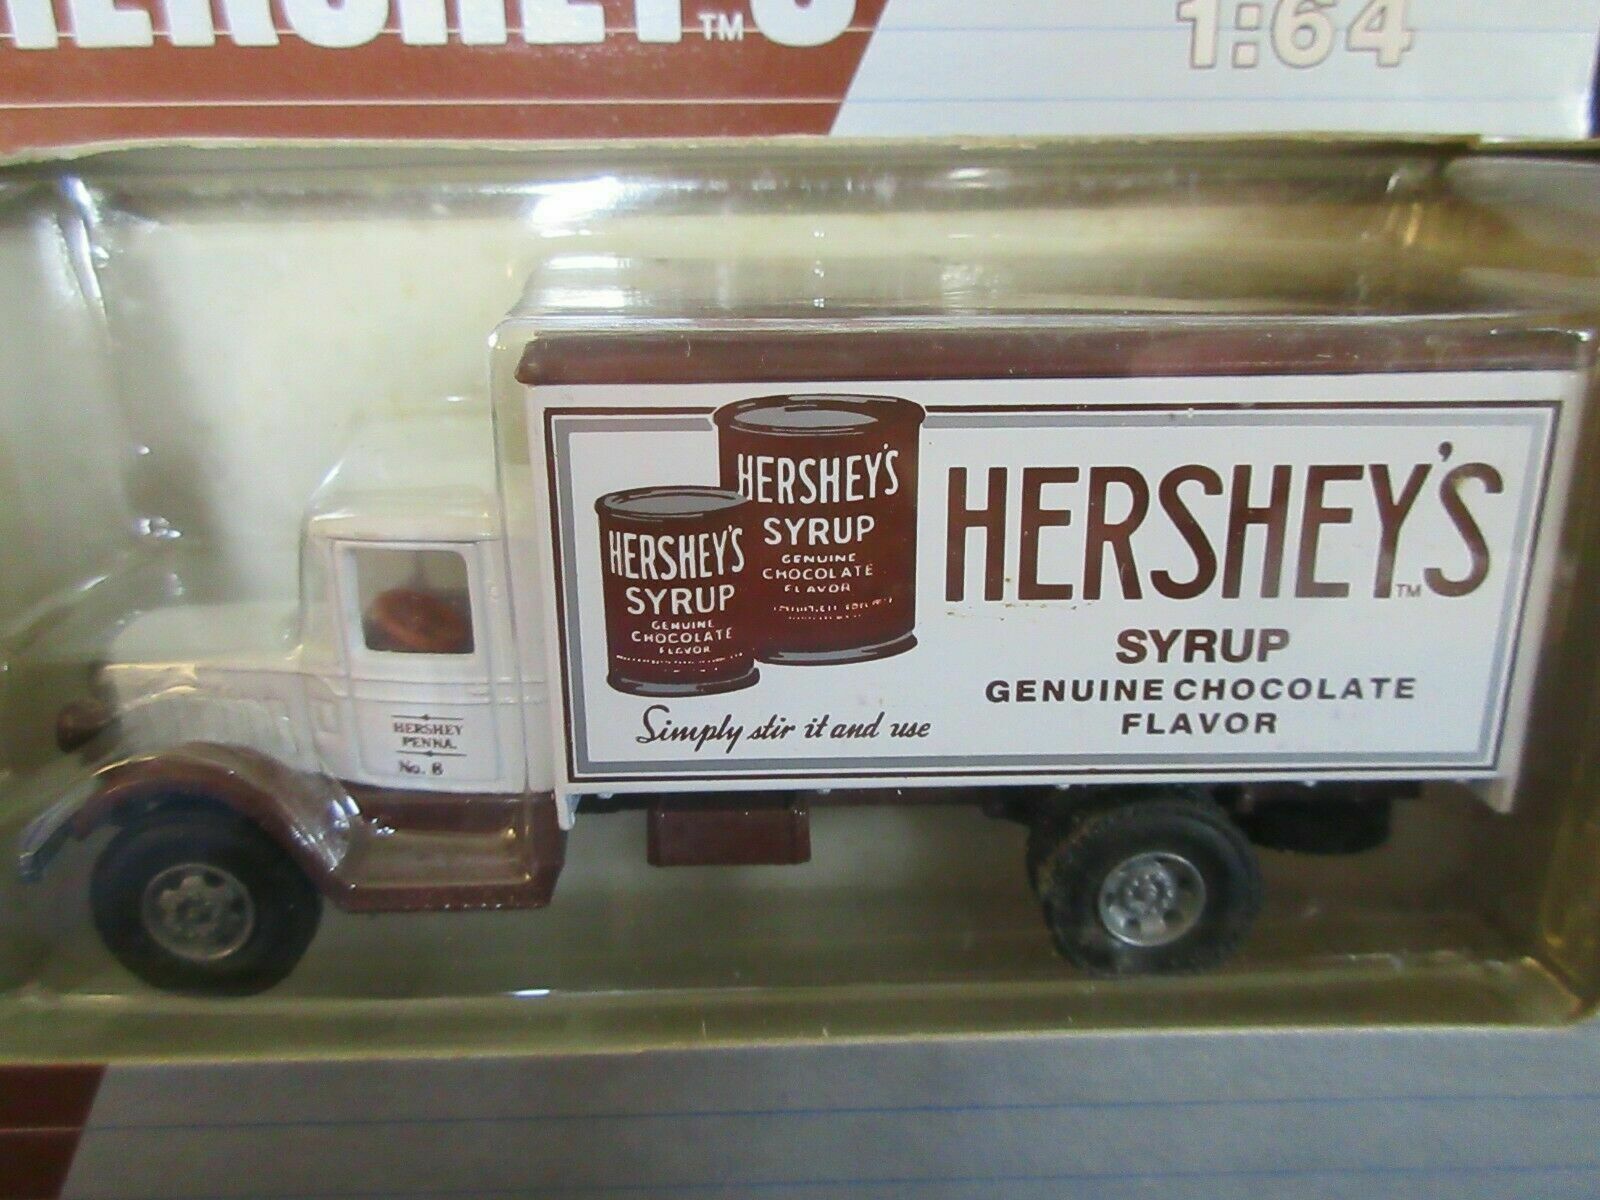 HERSHEY'S
TM
1:64
HERSHEY'S
SYRUP
GENUINE
CHOCOLATE
FLAVOR
HERSHEY'S
SYRUP
GENUINE
CHOCOLATE
FLAVOR
Simply stir it and use
HERSHEY'S
TM
SYRUP
GENUINE CHOCOLATE
FLAVOR
HERSHEY
PENNA.
No. 8